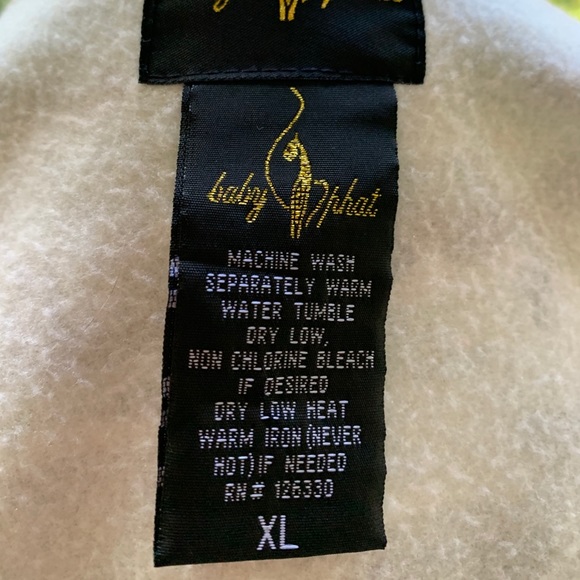 baby phat
MACHINE WASH
SEPARATELY WARM
WATER TUMBLE
DRY LOW,
NON CHLORINE BLEACH
IF DESIRED
DRY LOW HEAT
WARM IRON(NEVER
HOT)IF NEEDED
RN# 126330
XL